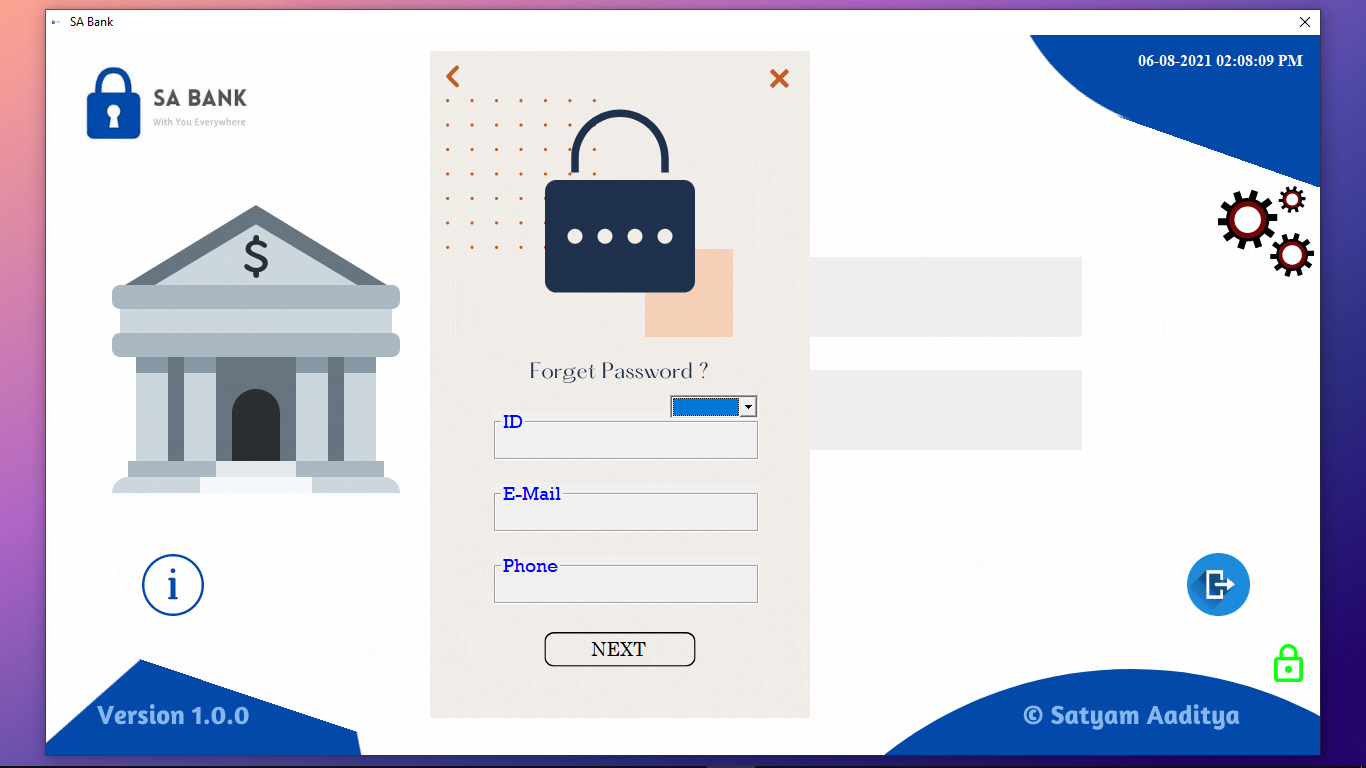 SA Bank
06-08-2021 02:08:09 PM
SA BANK
With You Everywhere
$
Forget Password ?
ID
E-Mail
Phone
i
NEXT
Version 1.0.0
© Satyam Aaditya